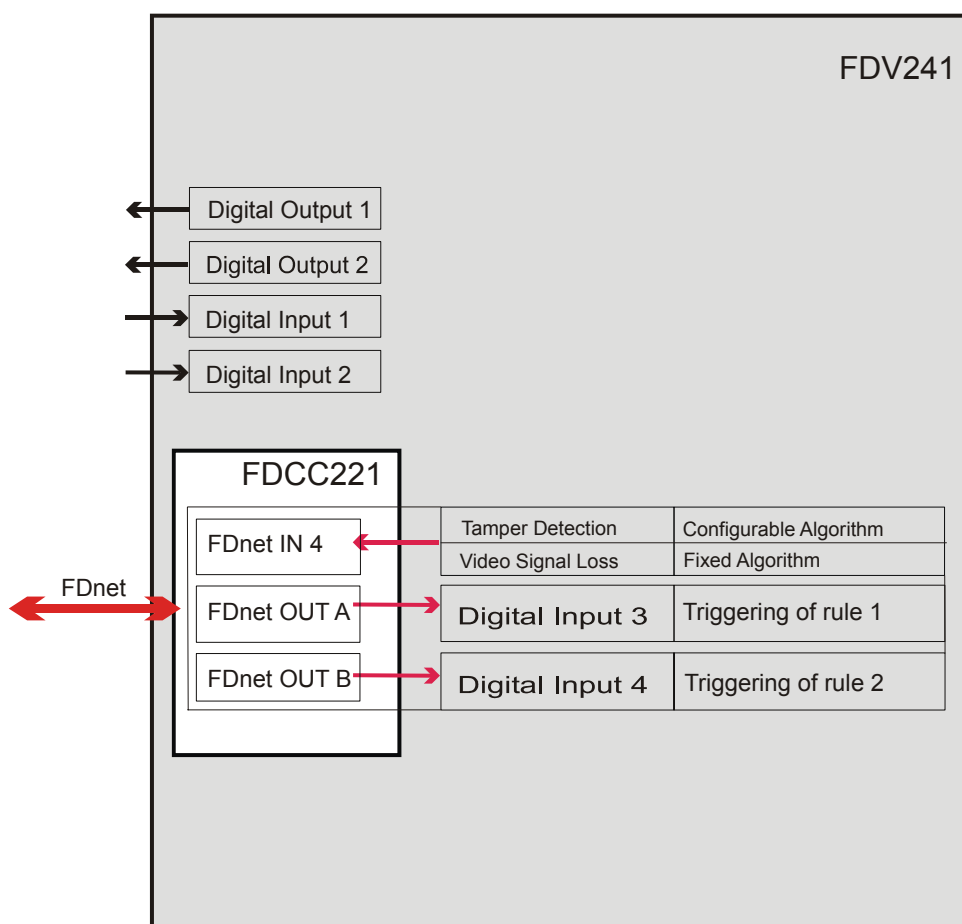 FDV241
Digital Output 1
Digital Output 2
Digital Input 1
Digital Input 2
FDCC221
FDnet IN 4
Tamper Detection
Configurable Algorithm
Video Signal Loss
Fixed Algorithm
FDnet
FDnet OUT A
Digital Input 3
Triggering of rule 1
FDnet OUT B
Digital Input 4
Triggering of rule 2